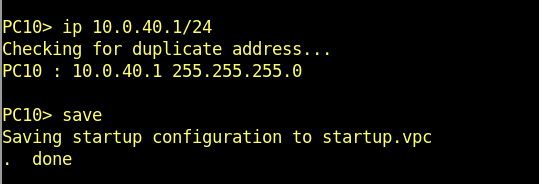 PC10> ip 10.0.40.1/24
Checking for duplicate address...
PC10 : 10.0.40.1 255.255.255.0
PC10> save
Saving startup configuration to startup.vpc
.  done